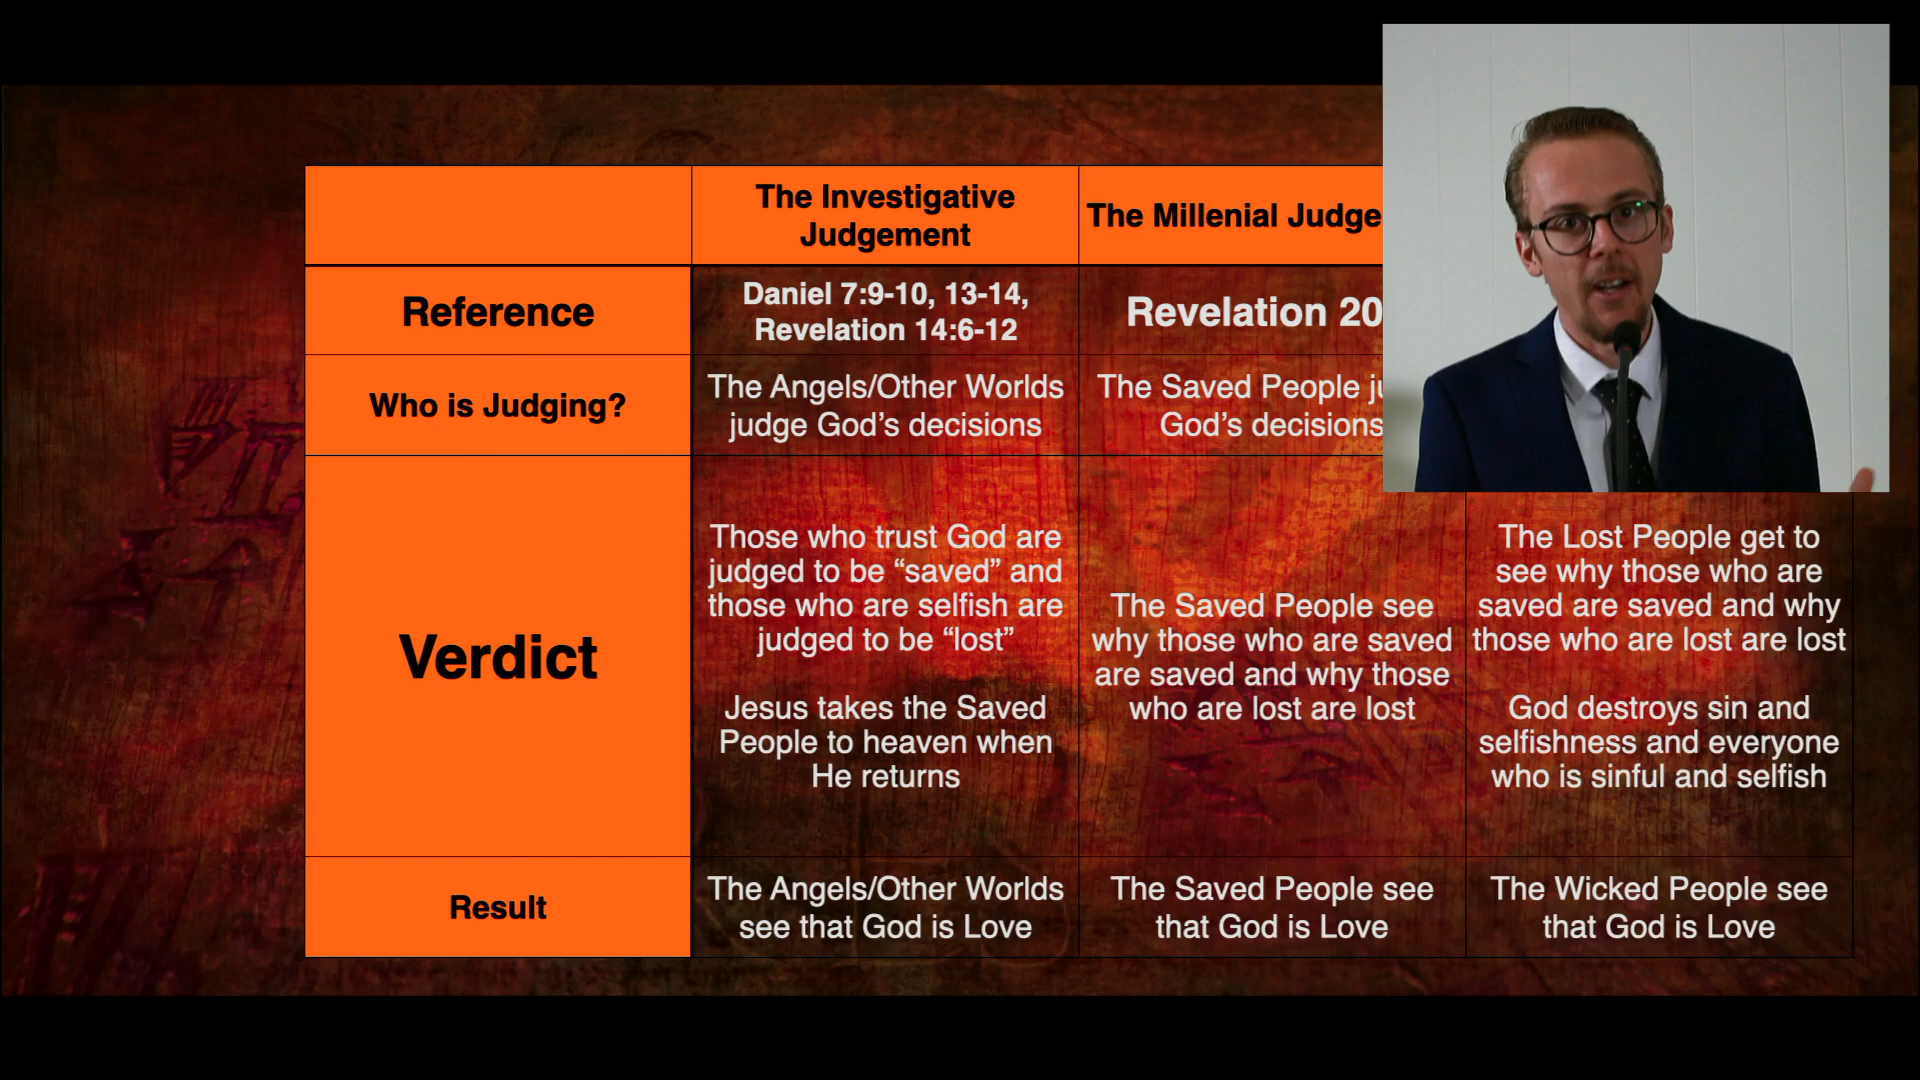 The Investigative
Judgement
The Millenial Judge
Reference
Daniel 7:9-10, 13-14,
Revelation 14:6-12
Revelation 20
Who is Judging?
The Angels/Other Worlds
judge God’s decisions
The Saved People
God’s decisions
Verdict
Those who trust God are
judged to be “saved” and
those who are selfish are
judged to be “lost”
Jesus takes the Saved
People to heaven when
He returns
The Saved People see
why those who are saved
are saved and why those
who are lost are lost
The Lost People get to
see why those who are
saved are saved and why
those who are lost are lost
God destroys sin and
selfishness and everyone
who is sinful and selfish
Result
The Angels/Other Worlds
see that God is Love
The Saved People see
that God is Love
The Wicked People see
that God is Love